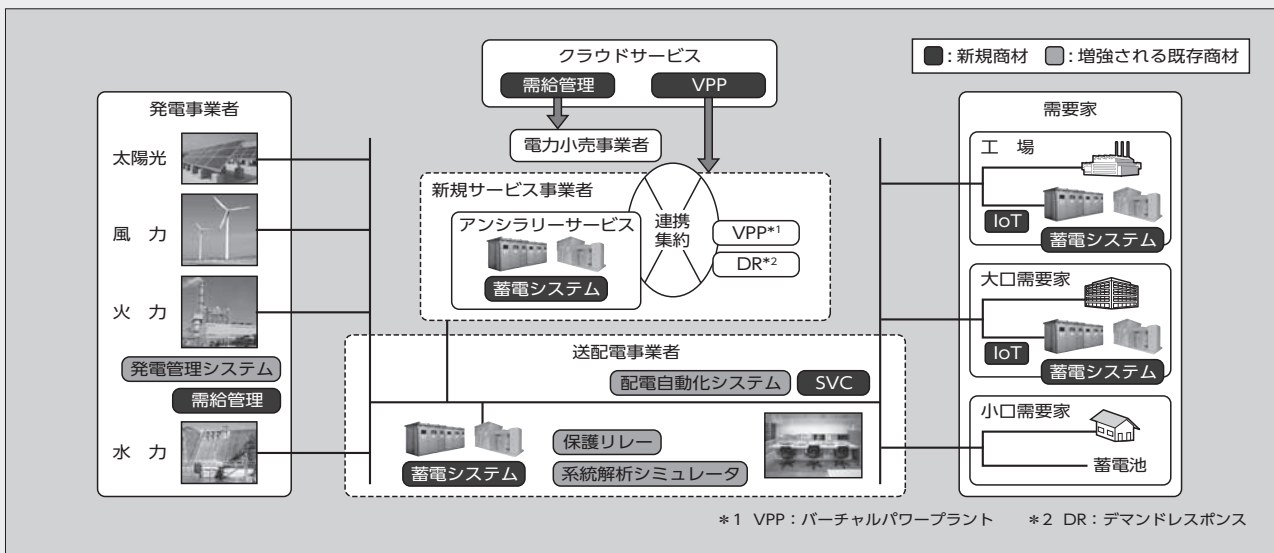 クラウドサービス
需給管理
VPP
■:新規商材 ■:増強される既存商材
発電事業者
太陽光
風 力
火 力
発電管理システム
需給管理
水 力
電力小売事業者
新規サービス事業者
アンシラリーサービス
蓄電システム
連携
集約
VPP*1
DR*2
送配電事業者
配電自動化システム
SVC
蓄電システム
保護リレー
系統解析シミュレータ
需要家
工 場
IoT
蓄電システム
大口需要家
IoT
蓄電システム
小口需要家
蓄電池
*1 VPP:バーチャルパワープラント *2 DR:デマンドレスポンス